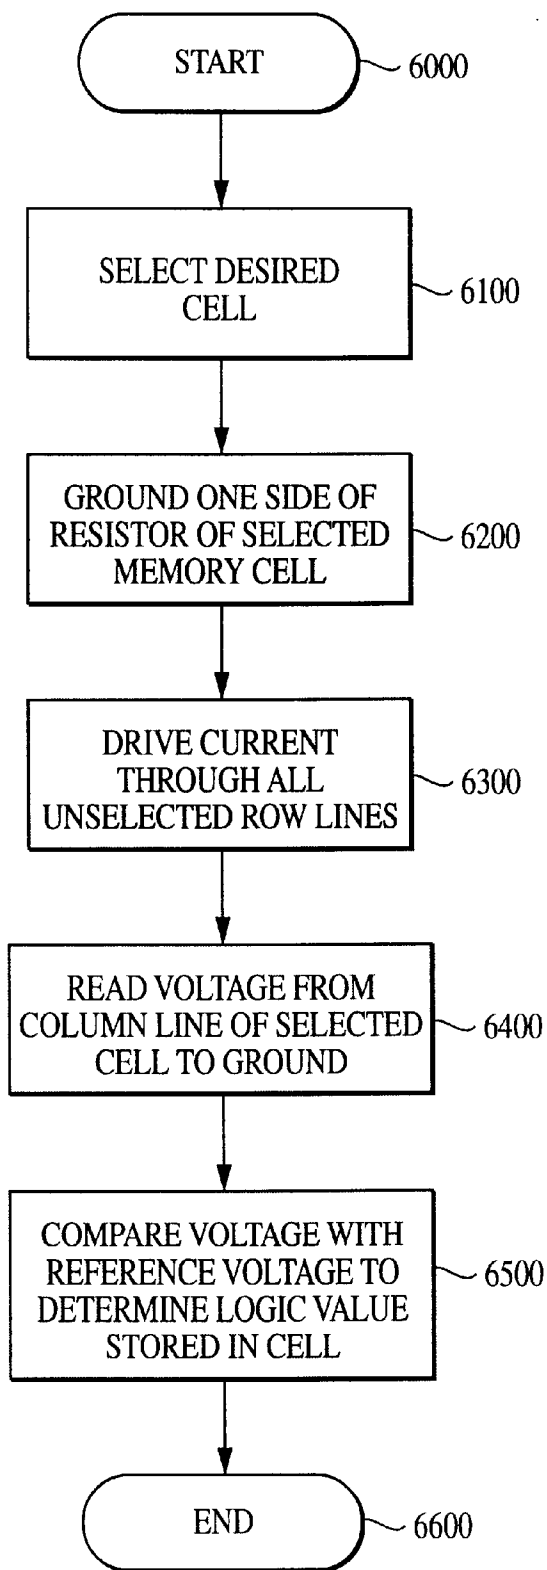 START
6000
SELECT DESIRED
CELL
6100
GROUND ONE SIDE OF
RESISTOR OF SELECTED
MEMORY CELL
6200
DRIVE CURRENT
THROUGH ALL
UNSELECTED ROW LINES
6300
READ VOLTAGE FROM
COLUMN LINE OF SELECTED
CELL TO GROUND
6400
COMPARE VOLTAGE WITH
REFERENCE VOLTAGE TO
DETERMINE LOGIC VALUE
STORED IN CELL
6500
END
6600